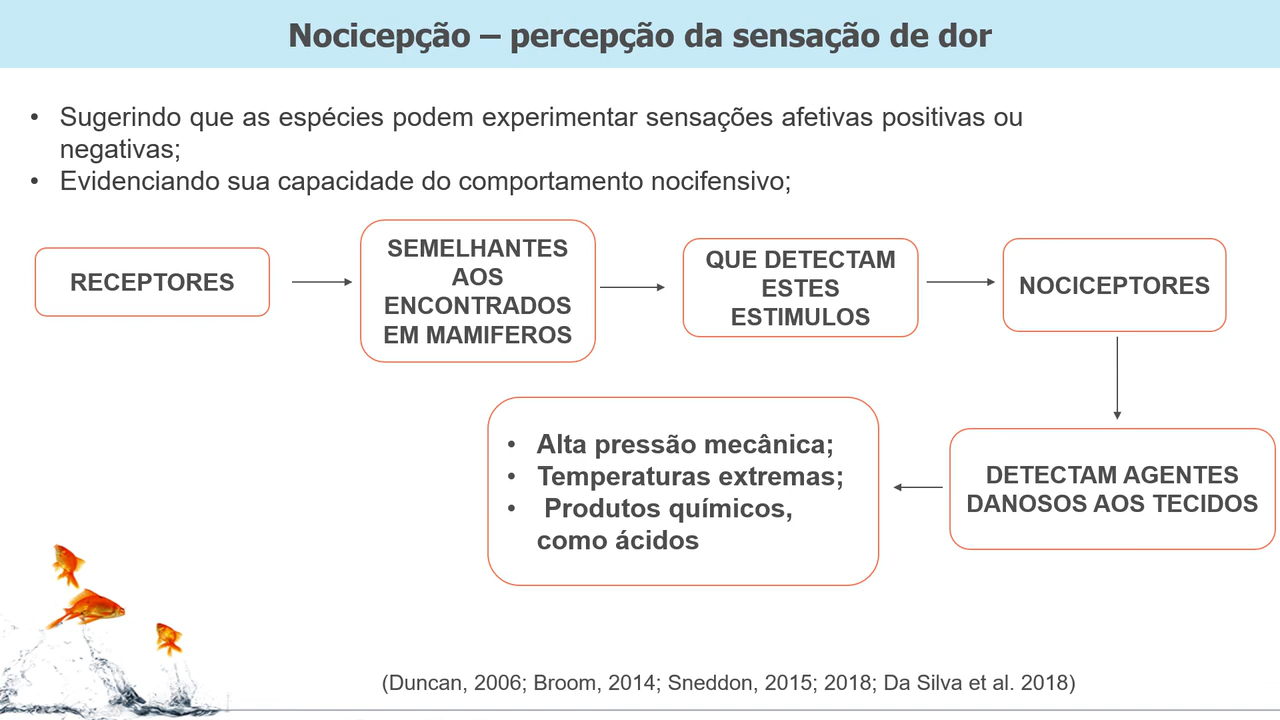 Nocicepção – percepção da sensação de dor
• Sugerindo que as espécies podem experimentar sensações afetivas positivas ou
negativas;
• Evidenciando sua capacidade do comportamento nocifensivo;
RECEPTORES
SEMELHANTES
AOS
ENCONTRADOS
EM MAMIFEROS
QUE DETECTAM
ESTES
ESTIMULOS
NOCICEPTORES
DETECTAM AGENTES
DANOSOS AOS TECIDOS
• Alta pressão mecânica;
• Temperaturas extremas;
• Produtos químicos,
como ácidos
(Duncan, 2006; Broom, 2014; Sneddon, 2015; 2018; Da Silva et al. 2018)